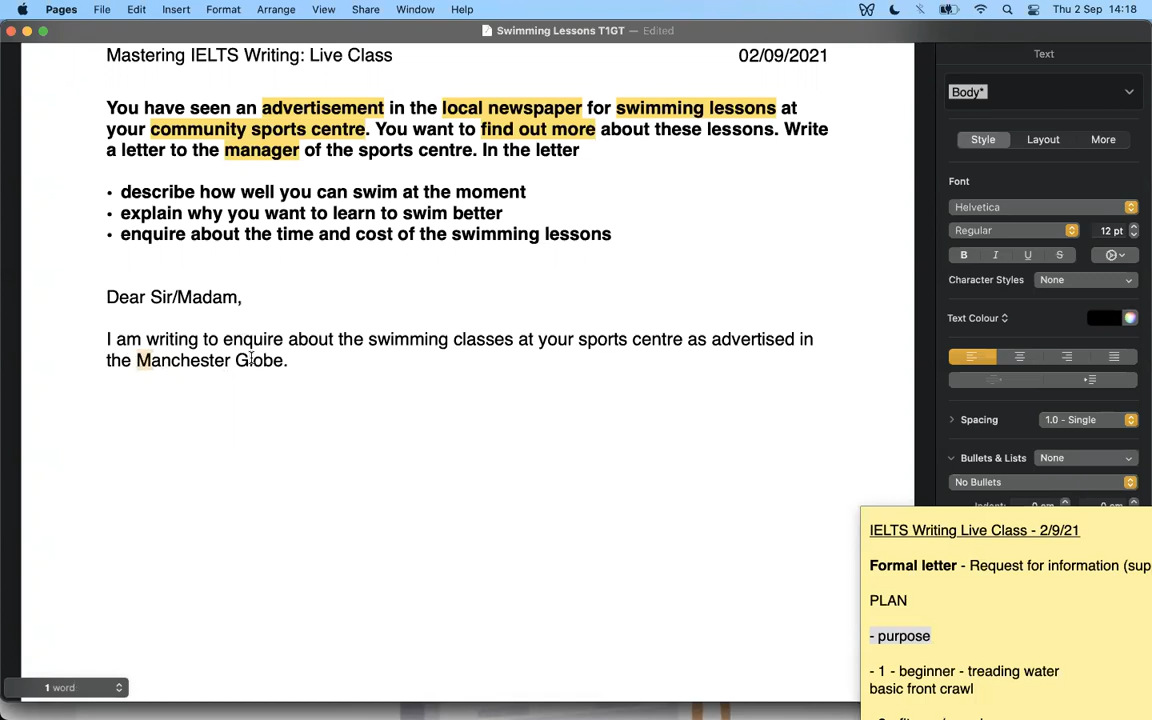 Pages File Edit Insert Format Arrange View Share Window Help Thu 2 Sep 14:18
Swimming Lessons T1GT — Edited
Mastering IELTS Writing: Live Class 02/09/2021
You have seen an advertisement in the local newspaper for swimming lessons at
your community sports centre. You want to find out more about these lessons. Write
a letter to the manager of the sports centre. In the letter
• describe how well you can swim at the moment
• explain why you want to learn to swim better
• enquire about the time and cost of the swimming lessons
Dear Sir/Madam,
I am writing to enquire about the swimming classes at your sports centre as advertised in
the Manchester Globe.
1 word
Text
Body*
Style Layout More
Font
Helvetica
Regular 12 pt
B I U S
Character Styles None
Text Colour
Spacing 1.0 - Single
Bullets & Lists None
No Bullets
IELTS Writing Live Class - 2/9/21
Formal letter - Request for information (sup
PLAN
- purpose
- 1 - beginner - treading water
basic front crawl